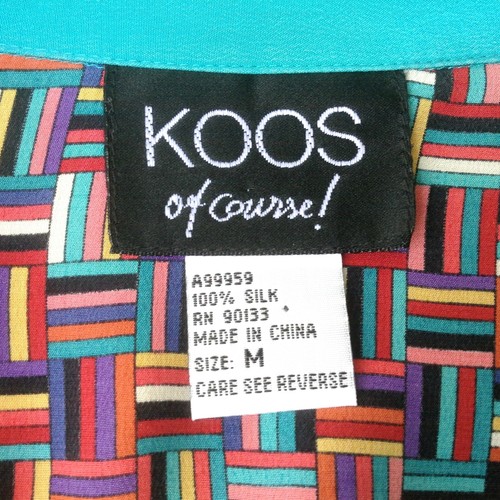 KOOS
of course!
A99959
100% SILK
RN 90133
MADE IN CHINA
SIZE: M
CARE SEE REVERSE